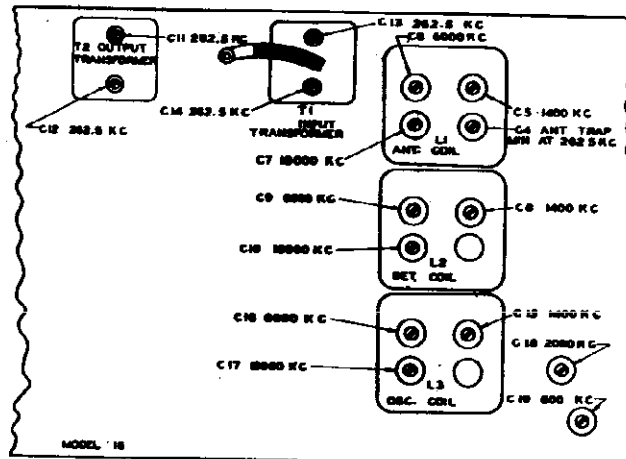 C13 262.5 KC
C11 262.5 KC
C6 6000 KC
T2 OUTPUT
TRANSFORMER
C14 262.5 KC
T1
INPUT
TRANSFORMER
C5 1400 KC
C4 ANT TRAP
MIN AT 262.5 KC
C12 262.5 KC
L1
ANT. COIL
C7 18000 KC
C9 6000 KC
C8 1400 KC
C10 18000 KC
L2
DET. COIL
C16 6000 KC
C15 1400 KC
C18 2000 KC
C17 18000 KC
L3
OSC. COIL
C19 600 KC
MODEL 16